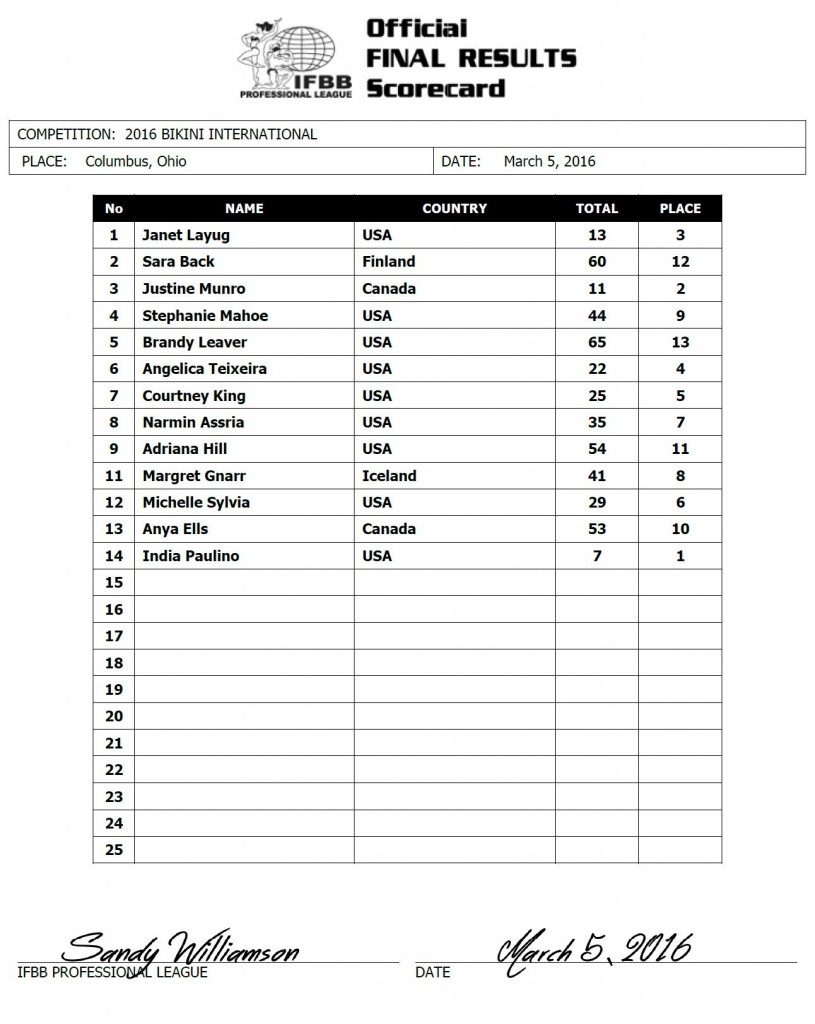 Official
FINAL RESULTS
Scorecard
IFBB
PROFESSIONAL LEAGUE
COMPETITION: 2016 BIKINI INTERNATIONAL
PLACE: Columbus, Ohio DATE: March 5, 2016
No NAME COUNTRY TOTAL PLACE
1 Janet Layug USA 13 3
2 Sara Back Finland 60 12
3 Justine Munro Canada 11 2
4 Stephanie Mahoe USA 44 9
5 Brandy Leaver USA 65 13
6 Angelica Teixeira USA 22 4
7 Courtney King USA 25 5
8 Narmin Assria USA 35 7
9 Adriana Hill USA 54 11
11 Margret Gnarr Iceland 41 8
12 Michelle Sylvia USA 29 6
13 Anya Ells Canada 53 10
14 India Paulino USA 7 1
15
16
17
18
19
20
21
22
23
24
25
Sandy Williamson March 5, 2016
IFBB PROFESSIONAL LEAGUE DATE